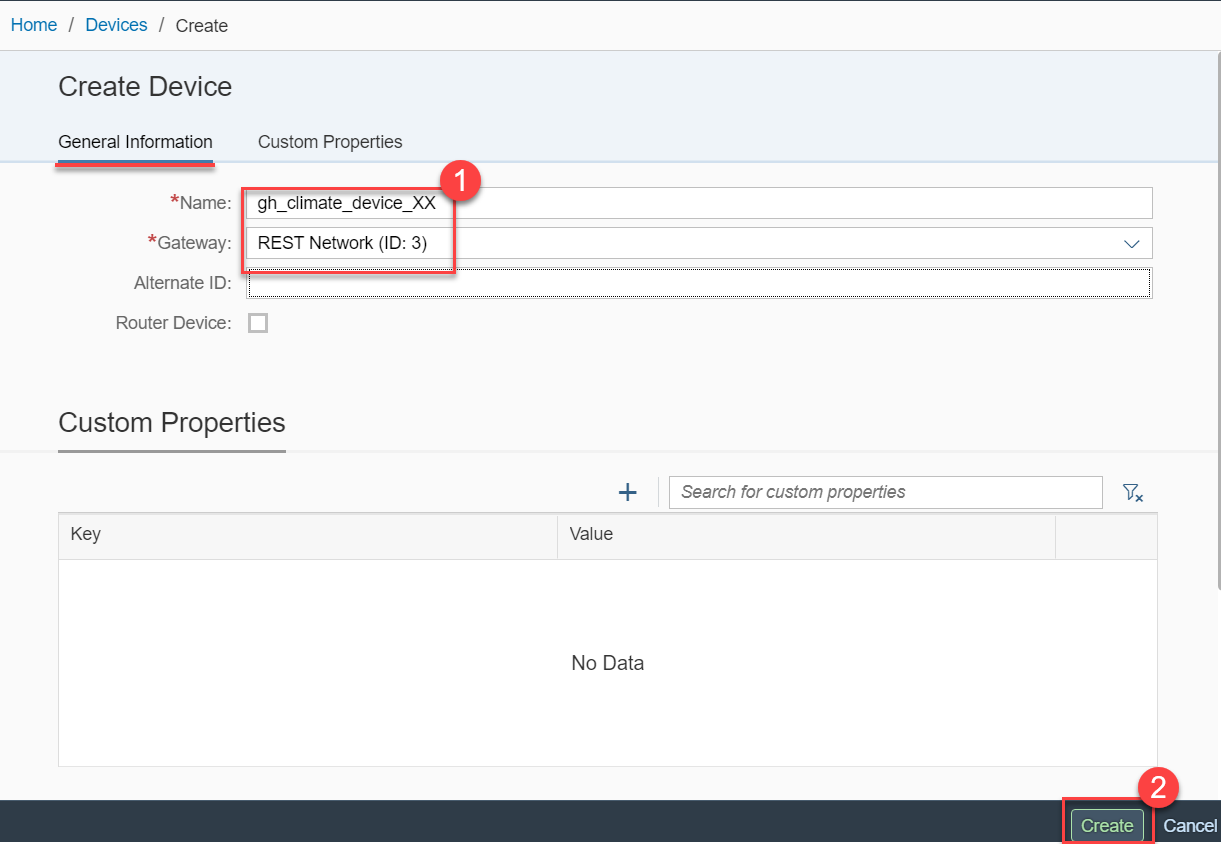 Home / Devices / Create
Create Device
General Information Custom Properties
1
*Name: gh_climate_device_XX
*Gateway: REST Network (ID: 3)
Alternate ID:
Router Device:
Custom Properties
Search for custom properties
Key Value
No Data
2
Create Cancel